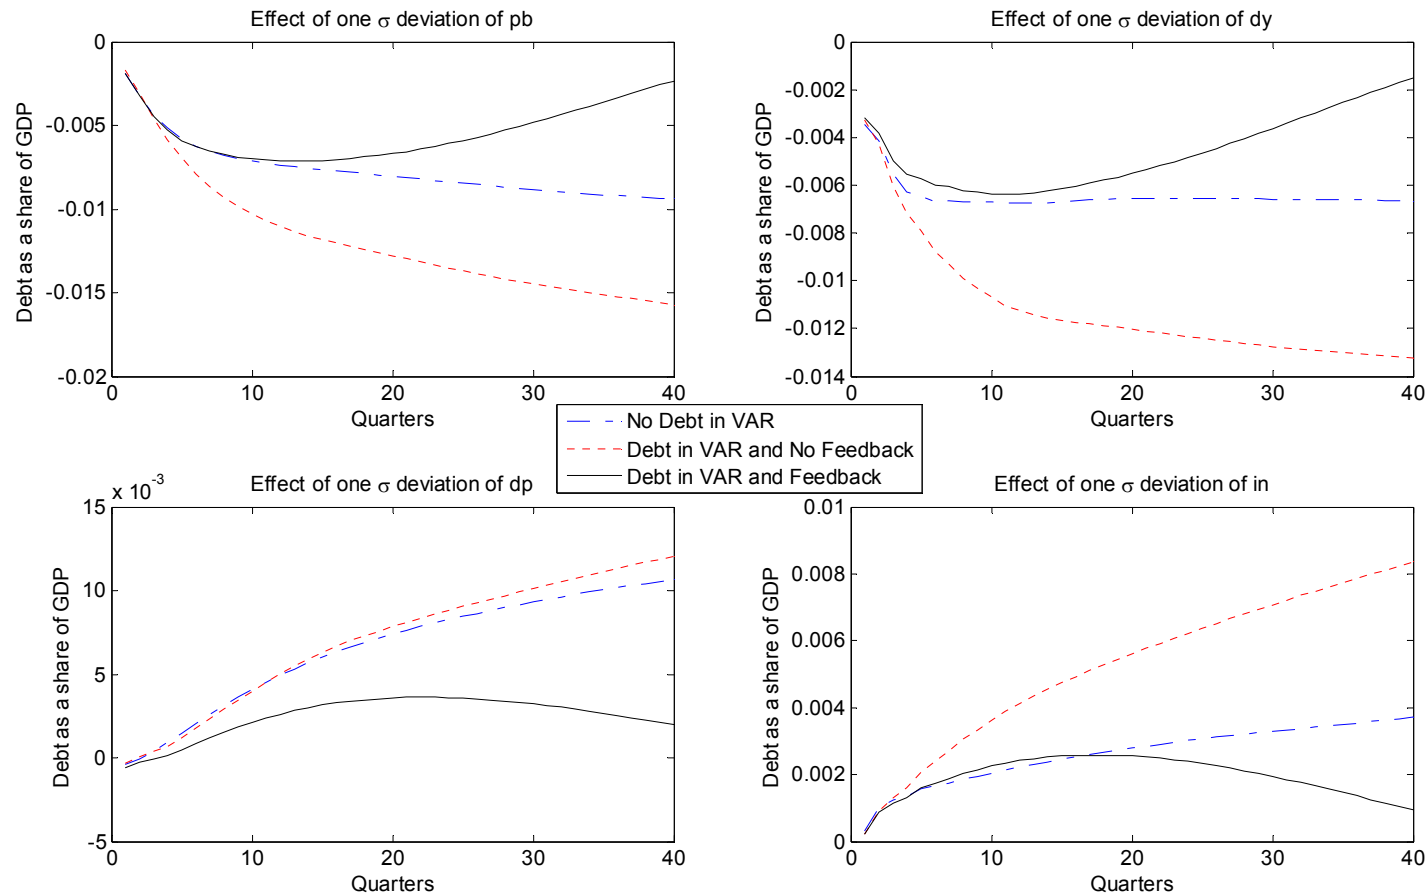 Effect of one σ deviation of pb
0
-0.005
-0.01
-0.015
-0.02
Debt as a share of GDP
0 10 20 30 40
Quarters
Effect of one σ deviation of dy
0
-0.002
-0.004
-0.006
-0.008
-0.01
-0.012
-0.014
Debt as a share of GDP
0 10 20 30 40
Quarters
No Debt in VAR
Debt in VAR and No Feedback
Debt in VAR and Feedback
Effect of one σ deviation of dp
x 10⁻³
15
10
5
0
-5
Debt as a share of GDP
0 10 20 30 40
Quarters
Effect of one σ deviation of in
0.01
0.008
0.006
0.004
0.002
0
Debt as a share of GDP
0 10 20 30 40
Quarters